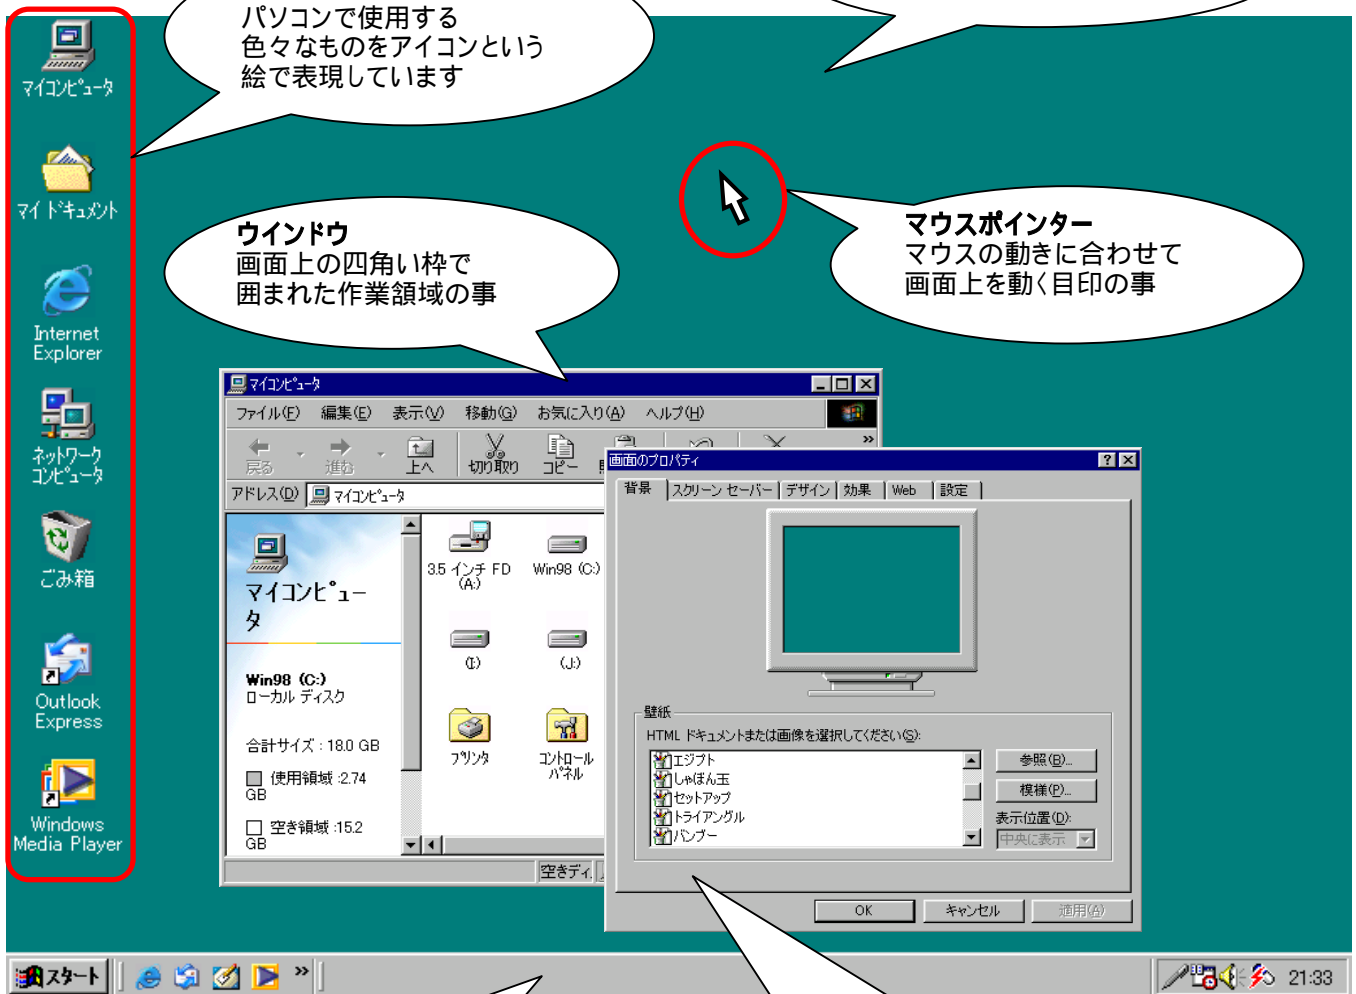 パソコンで使用する
色々なものをアイコンという
絵で表現しています
マイコンピュータ
マイ ドキュメント
Internet
Explorer
ネットワーク
コンピュータ
ごみ箱
Outlook
Express
Windows
Media Player
ウインドウ
画面上の四角い枠で
囲まれた作業領域の事
マウスポインター
マウスの動きに合わせて
画面上を動く目印の事
マイコンピュータ
ファイル(F) 編集(E) 表示(V) 移動(G) お気に入り(A) ヘルプ(H)
戻る 進む 上へ 切り取り コピー
アドレス(D) マイコンピュータ
マイコンピュー
タ
Win98 (C:)
ローカル ディスク
合計サイズ : 18.0 GB
使用領域 :2.74
GB
空き領域 :15.2
GB
3.5 インチ FD
(A:)
Win98 (C:)
(I:)
(J:)
プリンタ
コントロール
パネル
空きディ
画面のプロパティ
背景 スクリーン セーバー デザイン 効果 Web 設定
壁紙
HTML ドキュメントまたは画像を選択してください(S):
エジプト
しゃぼん玉
セットアップ
トライアングル
バンブー
参照(B)...
模様(P)...
表示位置(D):
中央に表示
OK キャンセル 適用(A)
スタート
21:33